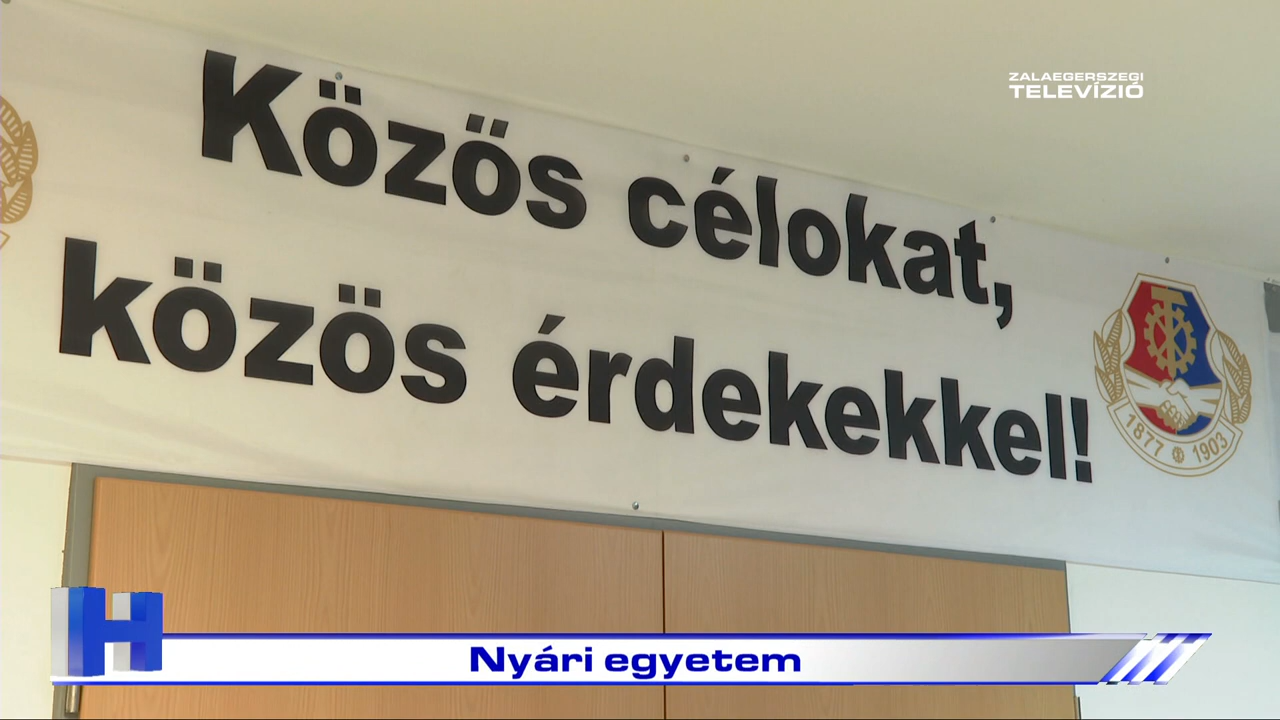 ZALAEGERSZEGI
TELEVÍZIÓ
Közös célokat,
közös érdekekkel!
1877 1903
H
Nyári egyetem